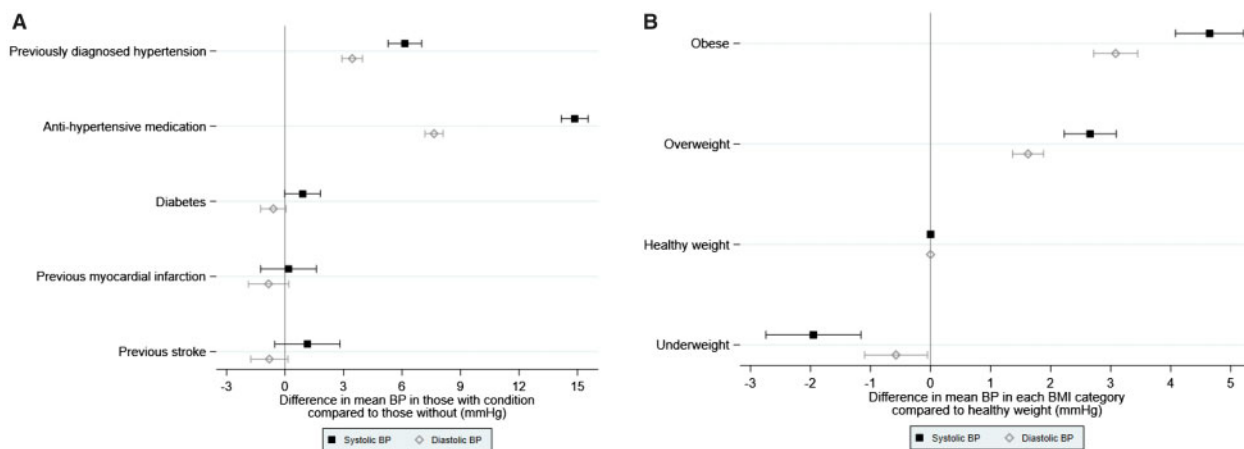 A
Previously diagnosed hypertension
Anti-hypertensive medication
Diabetes
Previous myocardial infarction
Previous stroke
-3 0 3 6 9 12 15
Difference in mean BP in those with condition
compared to those without (mmHg)
Systolic BP Diastolic BP
B
Obese
Overweight
Healthy weight
Underweight
-3 -2 -1 0 1 2 3 4 5
Difference in mean BP in each BMI category
compared to healthy weight (mmHg)
Systolic BP Diastolic BP